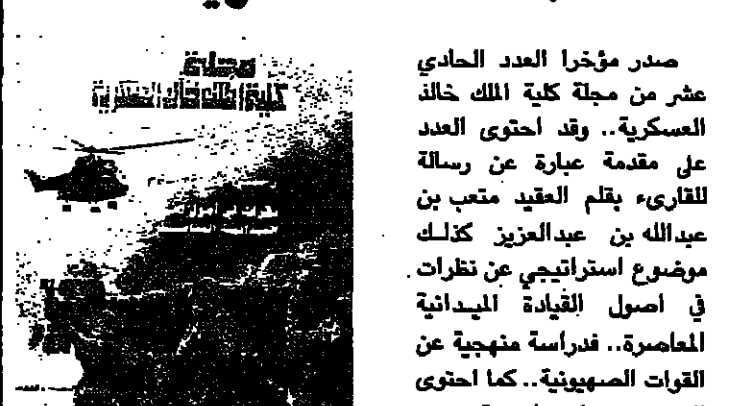 مجلة
كلية الملك خالد العسكرية
صدر مؤخرا العدد الحادي
عشر من مجلة كلية الملك خالد
العسكرية.. وقد احتوى العدد
على مقدمة عبارة عن رسالة
للقاريء بقلم العقيد متعب بن
عبدالله بن عبدالعزيز كذلك
موضوع استراتيجي عن نظرات
في اصول القيادة الميدانية
المعاصرة.. فدراسة منهجية عن
القوات الصهيونية.. كما احتوى